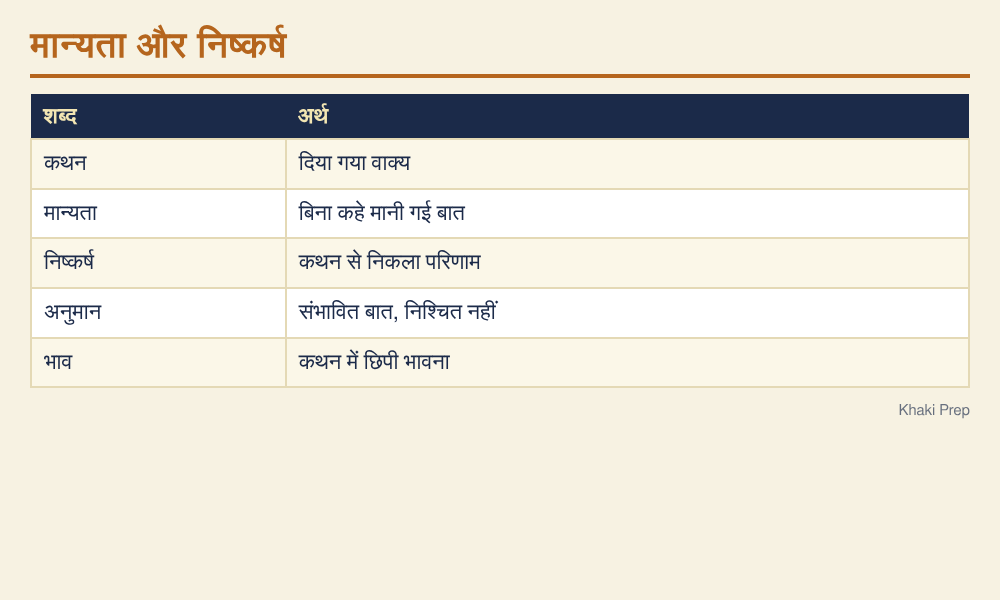 मान्यता और निष्कर्ष
शब्द अर्थ
कथन दिया गया वाक्य
मान्यता बिना कहे मानी गई बात
निष्कर्ष कथन से निकला परिणाम
अनुमान संभावित बात, निश्चित नहीं
भाव कथन में छिपी भावना
Khaki Prep